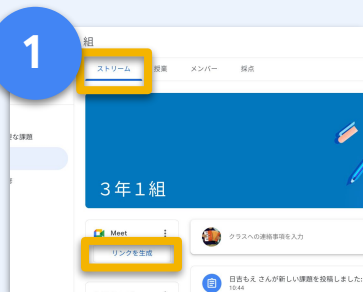 1
組
ストリーム 授業 メンバー 採点
な課題
3年1組
Meet
リンクを生成
クラスへの連絡事項を入力
日吉もえ さんが新しい課題を投稿しました:
10:44